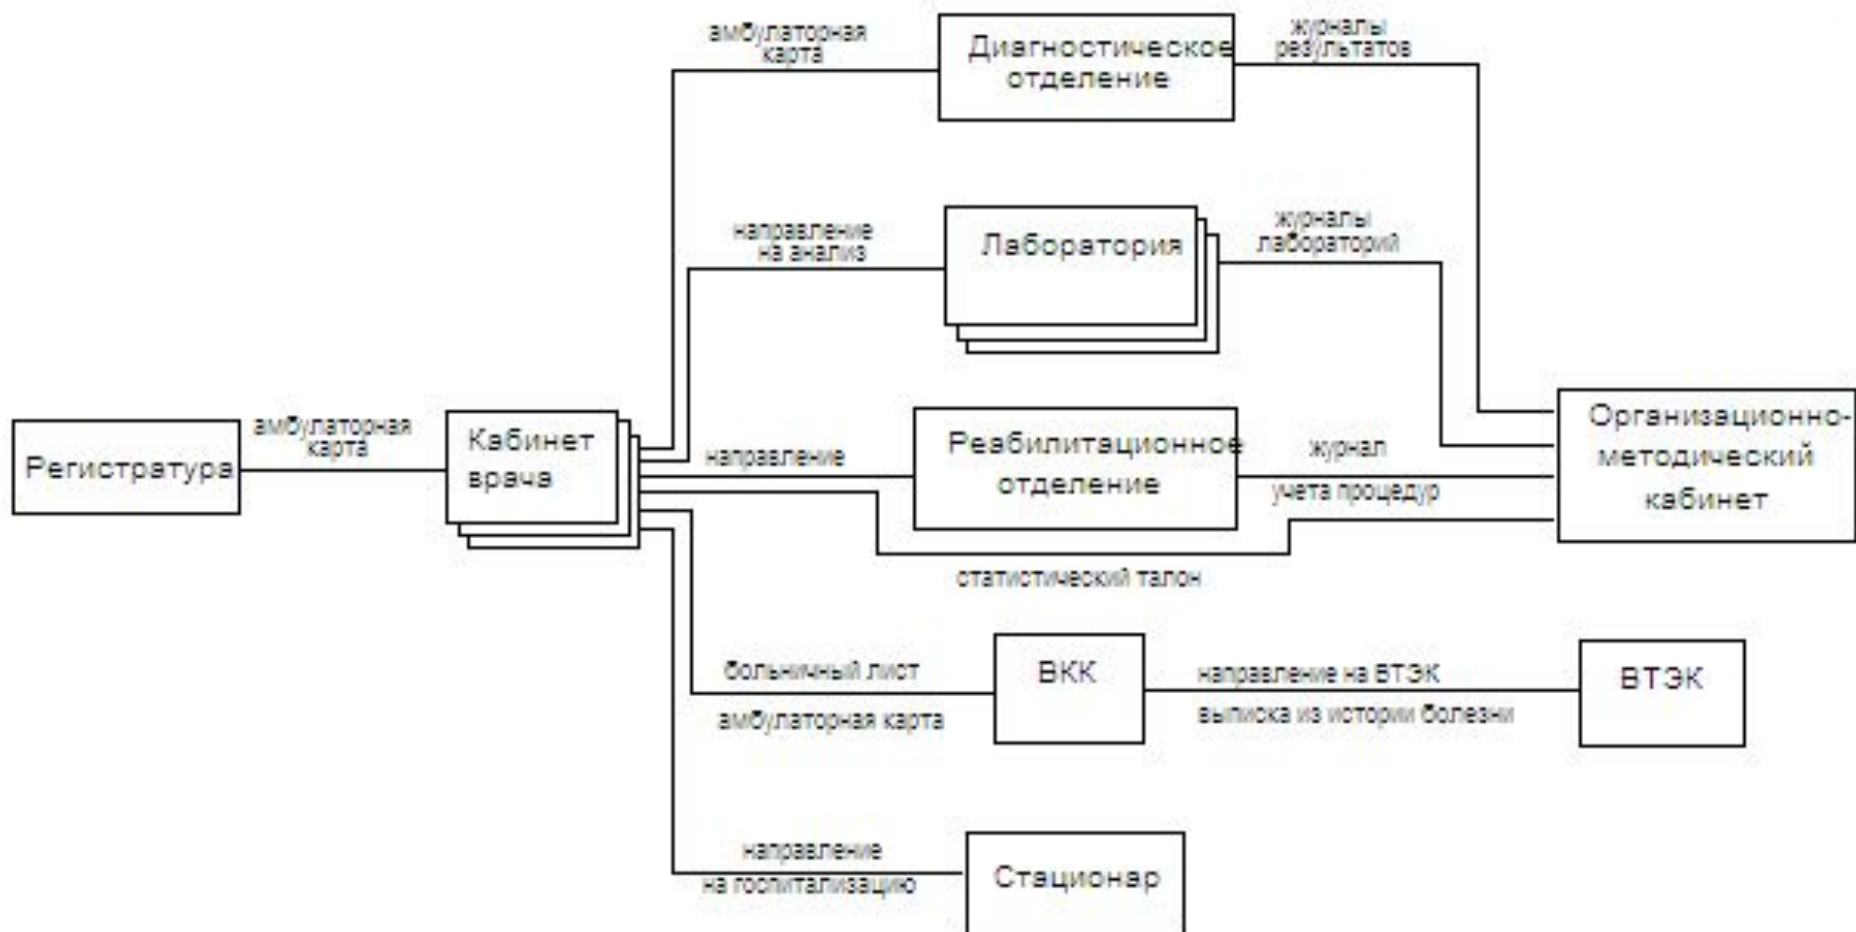 амбулаторная
карта
Диагностическое
отделение
журналы
результатов
направление
на анализ
Лаборатория
журналы
лабораторий
Регистратура
амбулаторная
карта
Кабинет
врача
направление
Реабилитационное
отделение
журнал
учета процедур
Организационно-
методический
кабинет
статистический талон
больничный лист
амбулаторная карта
ВКК
направление на ВТЭК
выписка из истории болезни
ВТЭК
направление
на госпитализацию
Стационар